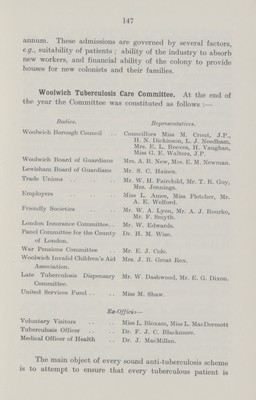 147
annum. These admissions are governed by several factors,
e.g., suitability of patients; ability of the industry to absorb
new workers, and financial ability of the colony to provide
houses for new colonists and their families.
Woolwich Tuberculosis Care Committee. At the end of
the year the Committee was constituted as follows :—
Bodies. Representatives.
Woolwich Borough Council .. Councillors Miss M. Crout, J.P.,
H. N. Dickinson, L. J. Needham,
Mrs. E. L. Reeves, H. Vaughan,
Miss G. E. Walters, J.P.
Woolwich Board of Guardians Mrs. A. R. New, Mrs. E. M. Newman.
Lewisham Board of Guardians Mr. S. C. Haines.
Trade Unions .. .. .. Mr. W. H. Fairchild, Mr. T. R. Guy,
Mrs. Jennings.
Employers .. .. .. Miss L. Amos, Miss Fletcher, Mr.
A. E. Welford.
Friendly Societies .. .. Mr. W. A. Lyon, Mr. A. J. Rourke,
Mr. F. Smyth.
London Insurance Committee.. Mr. W. Edwards.
Panel Committee for the County Dr. H. M. Wise.
of London.
War Pensions Committee .. Mr. E. J. Cole.
Woolwich Invalid Children's Aid Mrs. J. R. Great Rex.
Association.
Late Tuberculosis Dispensary Mr. W. Dashwood, Mr. E. G. Dixon.
Committee.
United Services Fund .. .. Miss M. Shaw.
Ex-Officio—
Voluntary Visitors .. .. Miss L. Bloxam, Miss L. MacDermott
Tuberculosis Officer .. .. Dr. F. J. C. Blackmore.
Medical Officer of Health .. Dr. J. MacMillan.
The main object of every sound anti-tuberculosis scheme
is to attempt to ensure that every tuberculous patient is